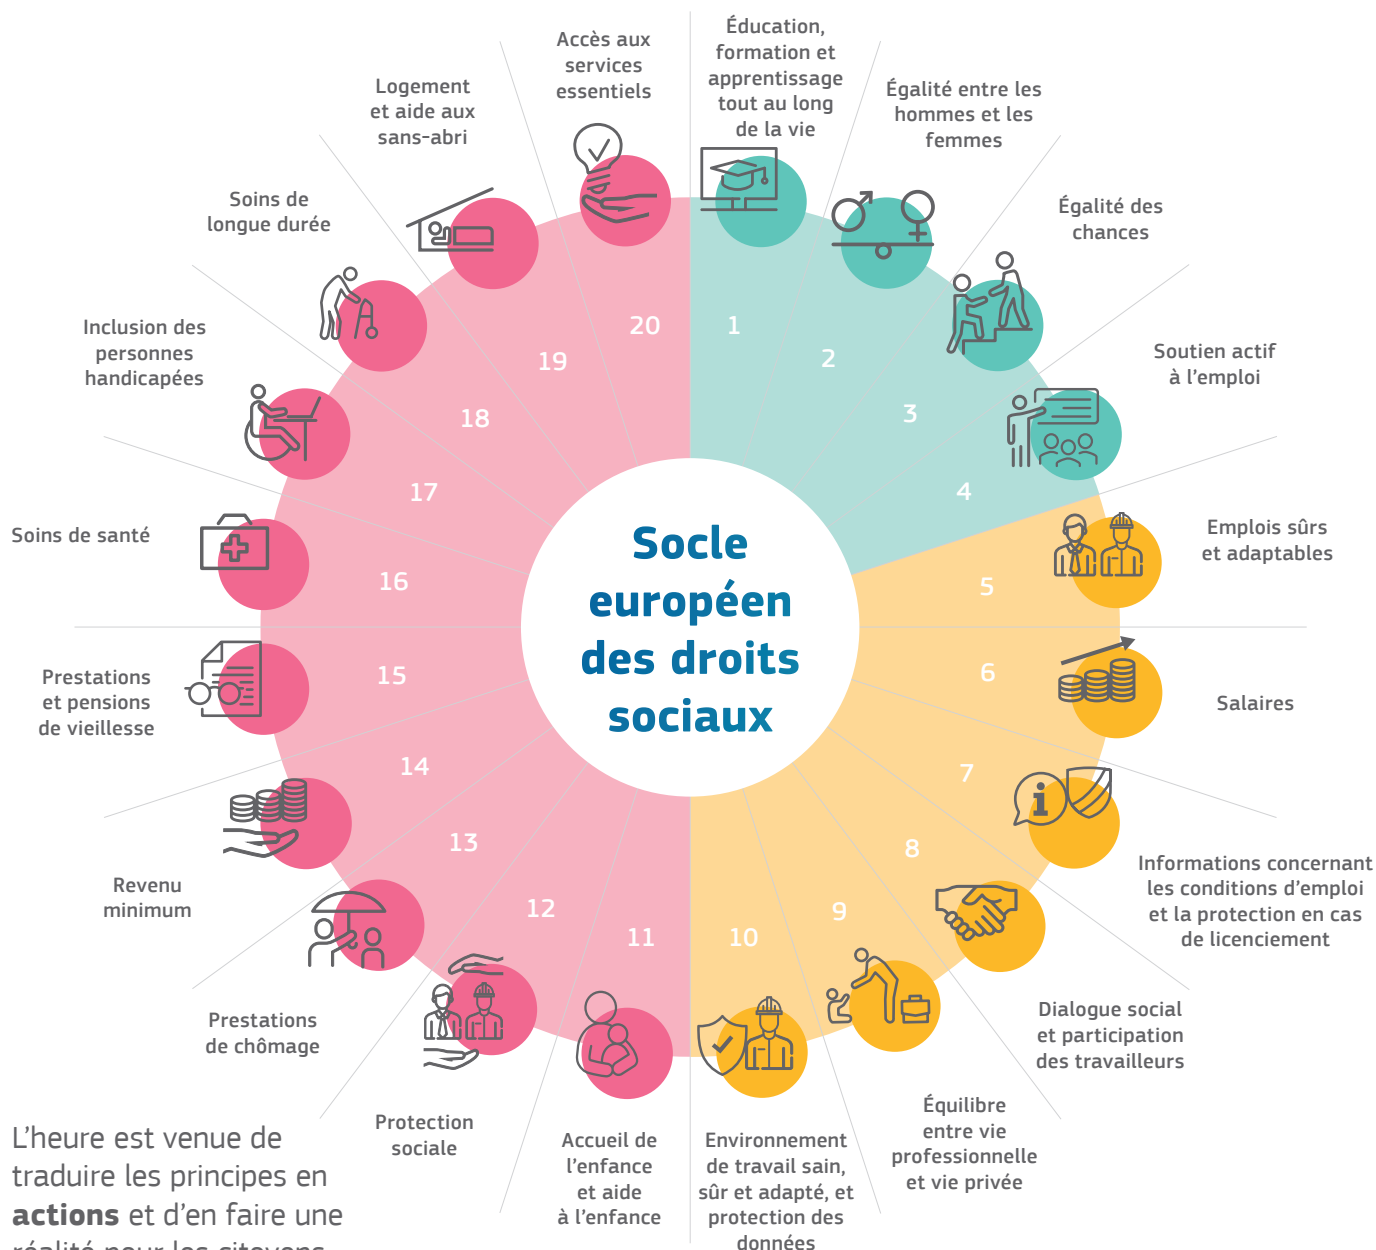 Socle
européen
des droits
sociaux
1
Éducation,
formation et
apprentissage
tout au long
de la vie
2
Égalité entre les
hommes et les
femmes
3
Égalité des
chances
4
Soutien actif
à l'emploi
5
Emplois sûrs
et adaptables
6
Salaires
7
Informations concernant
les conditions d'emploi
et la protection en cas
de licenciement
8
Dialogue social
et participation
des travailleurs
9
Équilibre
entre vie
professionnelle
et vie privée
10
Environnement
de travail sain,
sûr et adapté, et
protection des
données
11
Accueil de
l'enfance
et aide
à l'enfance
12
Protection
sociale
13
Prestations
de chômage
14
Revenu
minimum
15
Prestations
et pensions
de vieillesse
16
Soins de santé
17
Inclusion des
personnes
handicapées
18
Soins de
longue durée
19
Logement
et aide aux
sans-abri
20
Accès aux
services
essentiels
i
L'heure est venue de
traduire les principes en
actions et d'en faire une
réalité pour les citoyens